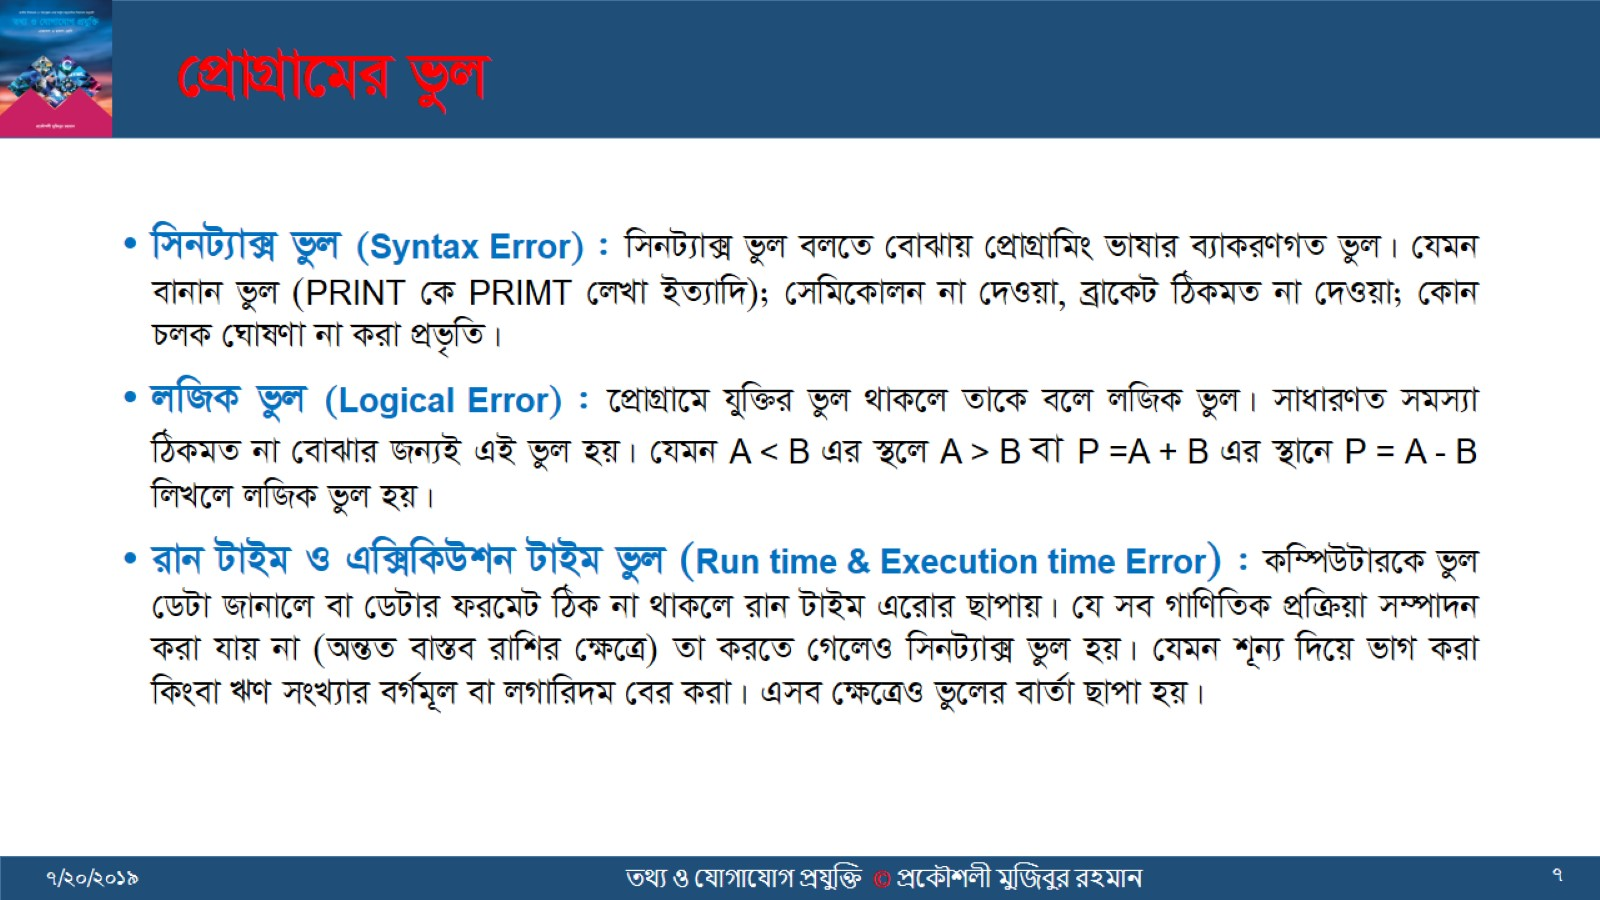 তথ্য ও যোগাযোগ প্রযুক্তি
প্রোগ্রামের ভুল
• সিনট্যাক্স ভুল (Syntax Error) : সিনট্যাক্স ভুল বলতে বোঝায় প্রোগ্রামিং ভাষার ব্যাকরণগত ভুল। যেমন
বানান ভুল (PRINT কে PRIMT লেখা ইত্যাদি); সেমিকোলন না দেওয়া, ব্রাকেট ঠিকমত না দেওয়া; কোন
চলক ঘোষণা না করা প্রভৃতি।
• লজিক ভুল (Logical Error) : প্রোগ্রামে যুক্তির ভুল থাকলে তাকে বলে লজিক ভুল। সাধারণত সমস্যা
ঠিকমত না বোঝার জন্যই এই ভুল হয়। যেমন A < B এর স্থলে A > B বা P =A + B এর স্থানে P = A - B
লিখলে লজিক ভুল হয়।
• রান টাইম ও এক্সিকিউশন টাইম ভুল (Run time & Execution time Error) : কম্পিউটারকে ভুল
ডেটা জানালে বা ডেটার ফরমেট ঠিক না থাকলে রান টাইম এরোর ছাপায়। যে সব গাণিতিক প্রক্রিয়া সম্পাদন
করা যায় না (অন্তত বাস্তব রাশির ক্ষেত্রে) তা করতে গেলেও সিনট্যাক্স ভুল হয়। যেমন শূন্য দিয়ে ভাগ করা
কিংবা ঋণ সংখ্যার বর্গমূল বা লগারিদম বের করা। এসব ক্ষেত্রেও ভুলের বার্তা ছাপা হয়।
৭/২০/২০১৯
তথ্য ও যোগাযোগ প্রযুক্তি © প্রকৌশলী মুজিবুর রহমান
৭